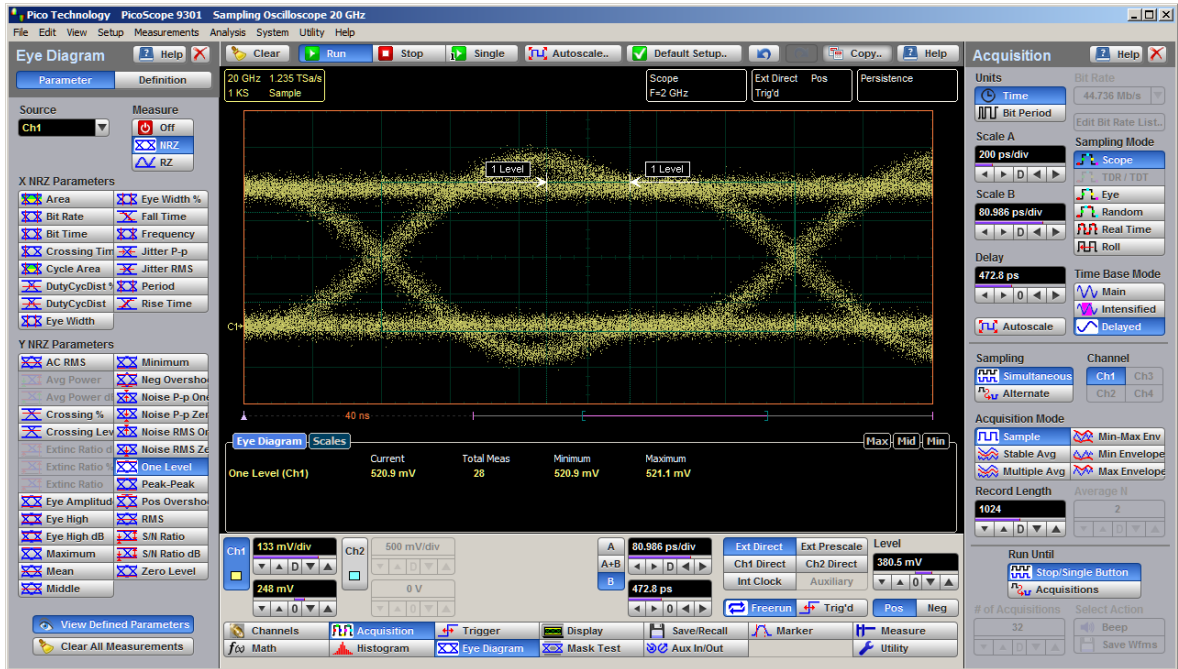 Pico Technology PicoScope 9301 Sampling Oscilloscope 20 GHz
File Edit View Setup Measurements Analysis System Utility Help
Eye Diagram Help
Clear Run Stop Single Autoscale.. Default Setup.. Copy.. Help
Acquisition Help
Parameter Definition
Source Measure
Ch1 Off
NRZ
RZ
X NRZ Parameters
Area Eye Width %
Bit Rate Fall Time
Bit Time Frequency
Crossing Tim Jitter P-p
Cycle Area Jitter RMS
DutyCycDist % Period
DutyCycDist Rise Time
Eye Width
Y NRZ Parameters
AC RMS Minimum
Avg Power Neg Oversho
Avg Power d Noise P-p One
Crossing % Noise P-p Zer
Crossing Lev Noise RMS On
Extinc Ratio d Noise RMS Ze
Extinc Ratio % One Level
Extinc Ratio Peak-Peak
Eye Amplitud Pos Oversho
Eye High RMS
Eye High dB S/N Ratio
Maximum S/N Ratio dB
Mean Zero Level
Middle
View Defined Parameters
Clear All Measurements
20 GHz 1.235 TSa/s
1 KS Sample
Scope
F=2 GHz
Ext Direct Pos
Trig'd
Persistence
1 Level 1 Level
C1
40 ns
Eye Diagram Scales Max Mid Min
Current Total Meas Minimum Maximum
One Level (Ch1) 520.9 mV 28 520.9 mV 521.1 mV
Ch1 133 mV/div Ch2 500 mV/div
D D
248 mV 0 V
0 0
A 80.986 ps/div
A+B D
B 472.8 ps
0
Ext Direct Ext Prescale Level
Ch1 Direct Ch2 Direct 380.5 mV
Int Clock Auxiliary 0
Freerun Trig'd Pos Neg
Channels Acquisition Trigger Display Save/Recall Marker Measure
f(x) Math Histogram Eye Diagram Mask Test Aux In/Out Utility
Units Bit Rate
Time 44.736 Mb/s
Bit Period Edit Bit Rate List..
Scale A Sampling Mode
200 ps/div Scope
D TDR / TDT
Scale B Eye
80.986 ps/div Random
D Real Time
Roll
Delay
472.8 ps Time Base Mode
0 Main
Intensified
Autoscale Delayed
Sampling Channel
Simultaneous Ch1 Ch3
Alternate Ch2 Ch4
Acquisition Mode
Sample Min-Max Env
Stable Avg Min Envelope
Multiple Avg Max Envelope
Record Length Average N
1024 2
D D
Run Until
Stop/Single Button
# Acquisitions
# of Acquisitions Select Action
32 Beep
D Save Wfms